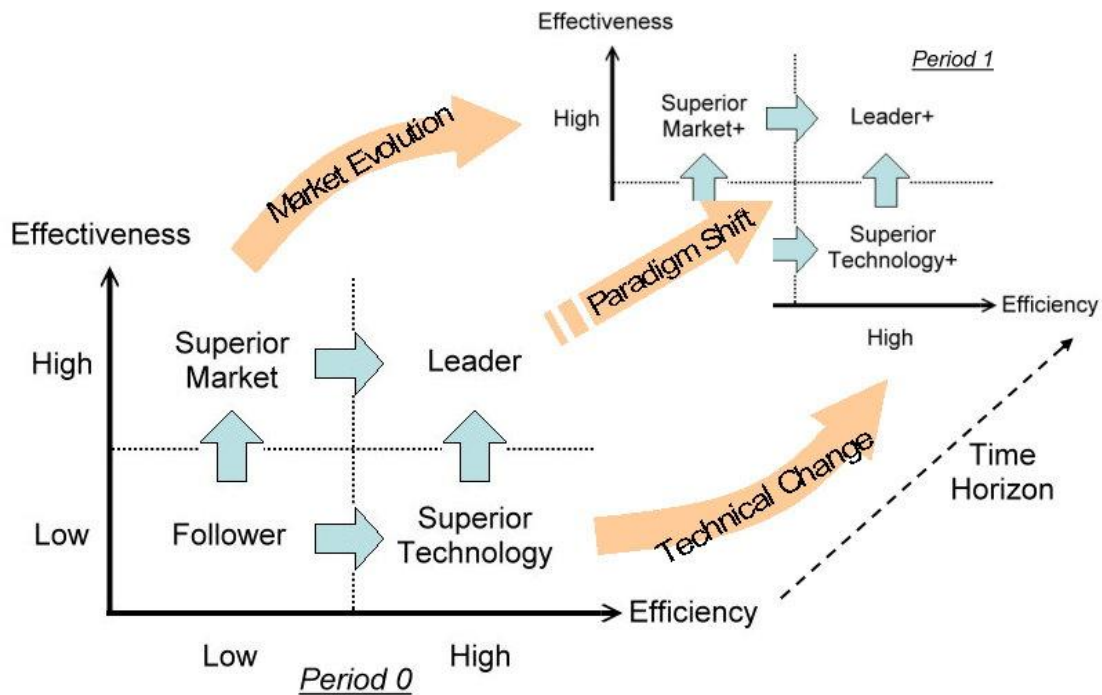 Effectiveness
Period 1
High
Superior
Market+
Leader+
Superior
Technology+
Efficiency
High
Market Evolution
Paradigm Shift
Technical Change
Time
Horizon
Effectiveness
High
Superior
Market
Leader
Low
Follower
Superior
Technology
Efficiency
Low
High
Period 0